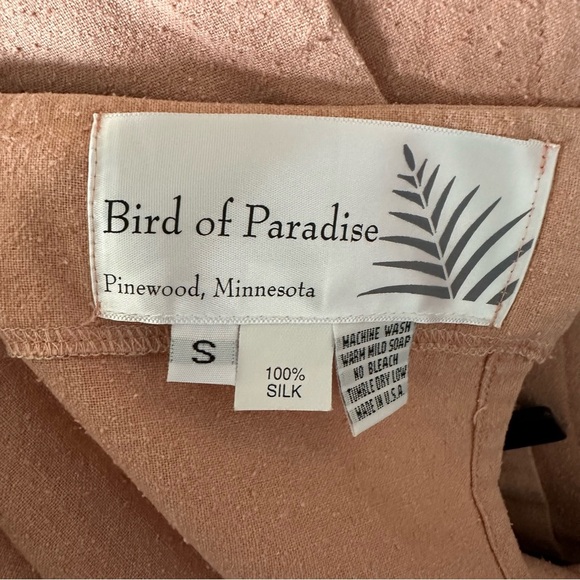 Bird of Paradise
Pinewood, Minnesota
S
100%
SILK
MACHINE WASH
WARM MILD SOAP
NO BLEACH
TUMBLE DRY LOW
MADE IN U.S.A.